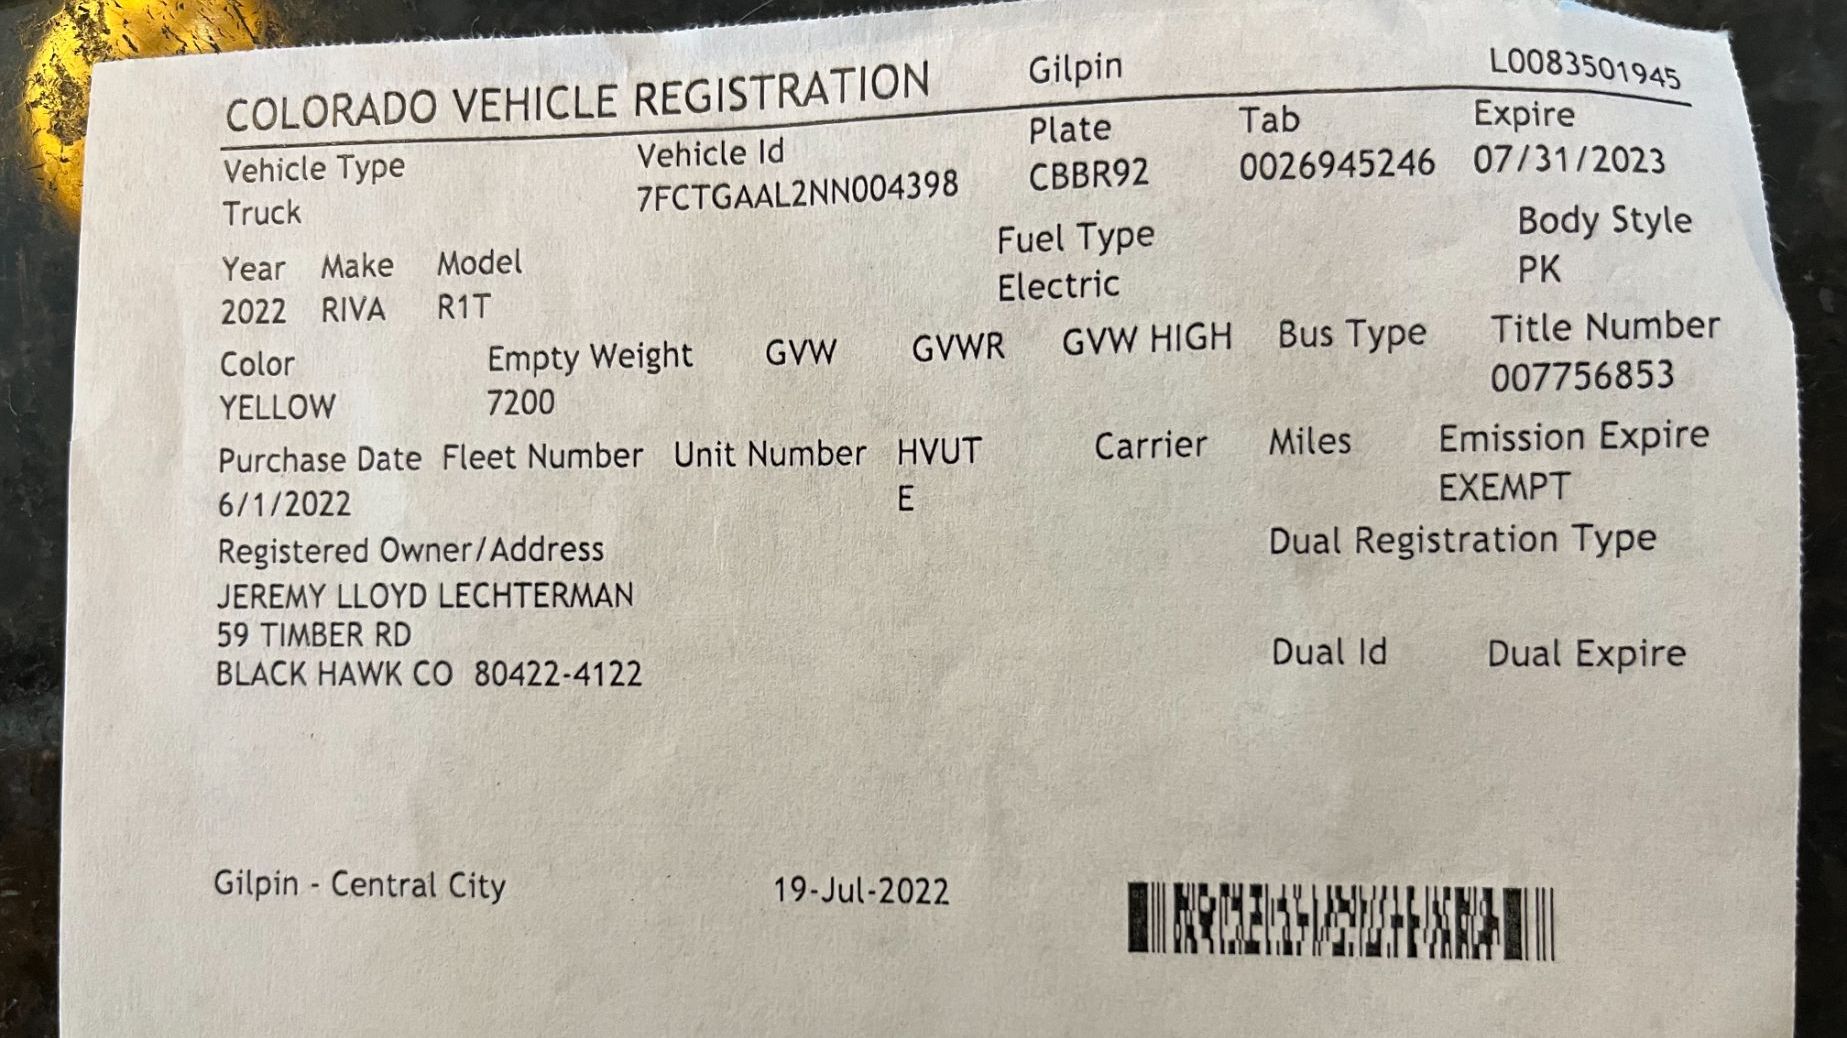 COLORADO VEHICLE REGISTRATION Gilpin L0083501945
Vehicle Type Vehicle Id Plate Tab Expire
Truck 7FCTGAAL2NN004398 CBBR92 0026945246 07/31/2023
Year Make Model Fuel Type Body Style
2022 RIVA R1T Electric PK
Color Empty Weight GVW GVWR GVW HIGH Bus Type Title Number
YELLOW 7200 007756853
Purchase Date Fleet Number Unit Number HVUT Carrier Miles Emission Expire
6/1/2022 E EXEMPT
Registered Owner/Address Dual Registration Type
JEREMY LLOYD LECHTERMAN
59 TIMBER RD
BLACK HAWK CO 80422-4122 Dual Id Dual Expire
Gilpin - Central City 19-Jul-2022